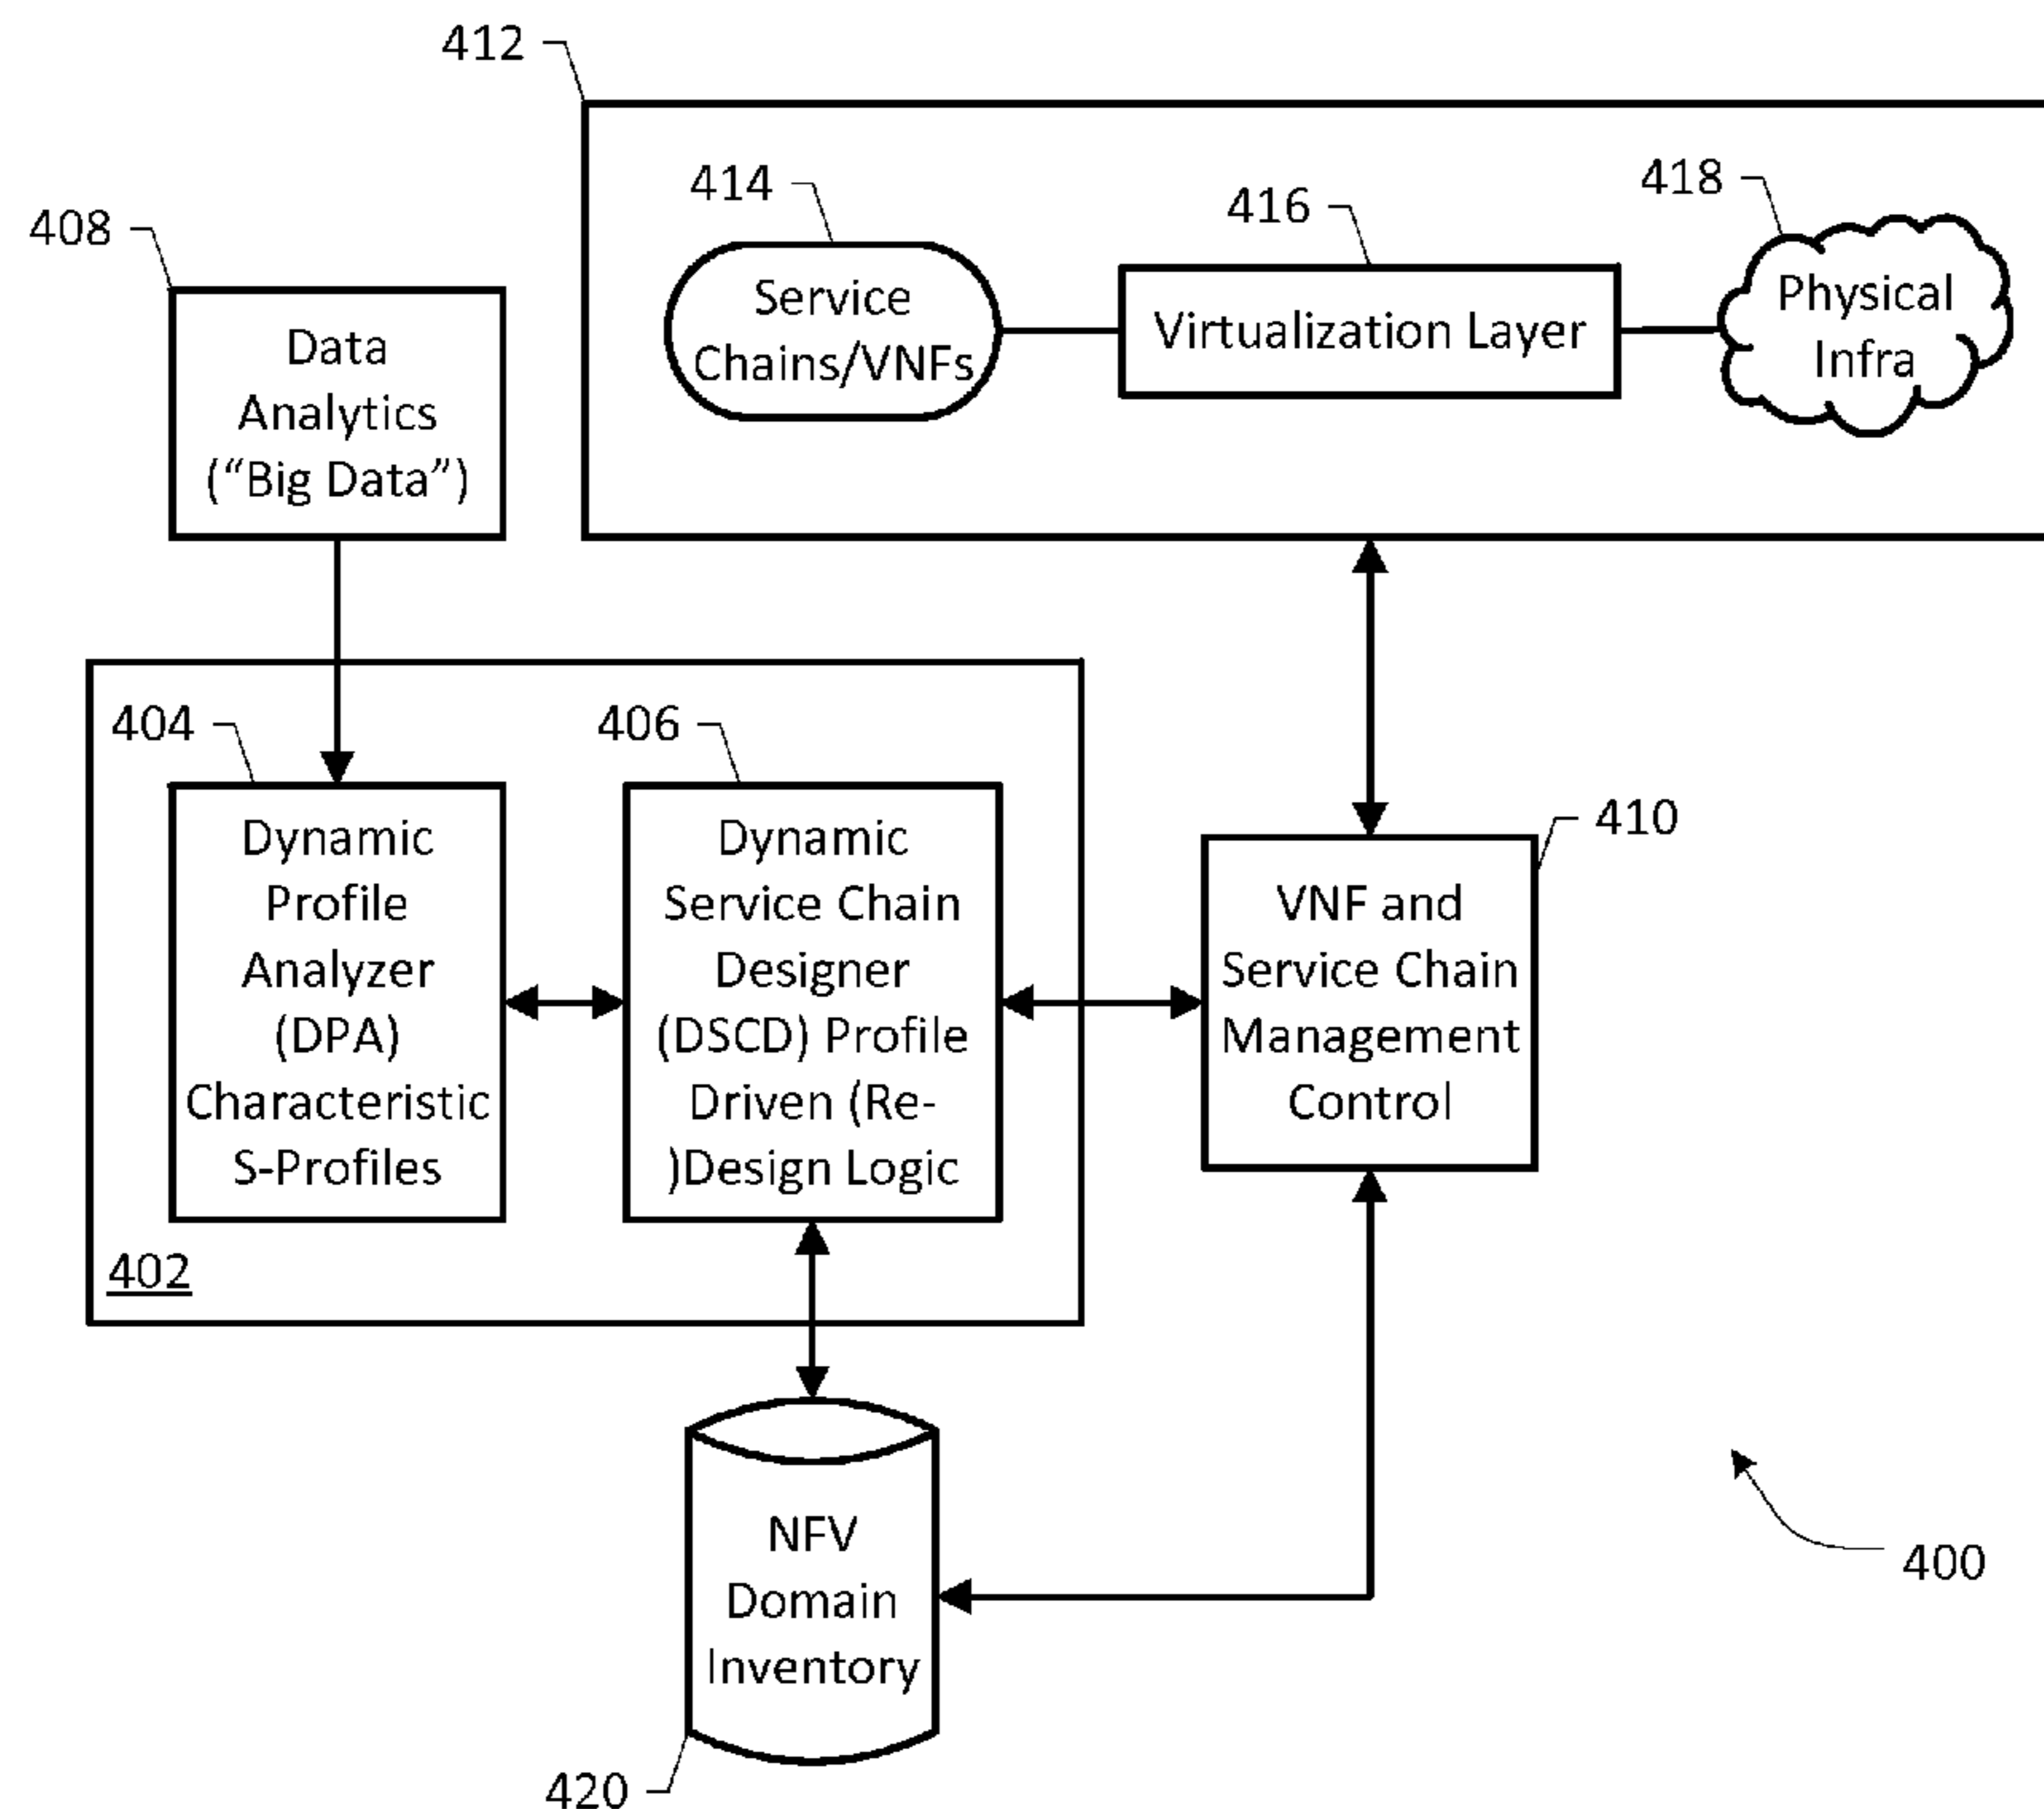 412
414
Service
Chains/VNFs
416
Virtualization Layer
418
Physical
Infra
408
Data
Analytics
(“Big Data”)
404
Dynamic
Profile
Analyzer
(DPA)
Characteristic
S-Profiles
406
Dynamic
Service Chain
Designer
(DSCD) Profile
Driven (Re-
)Design Logic
410
VNF and
Service Chain
Management
Control
402
NFV
Domain
Inventory
420
400